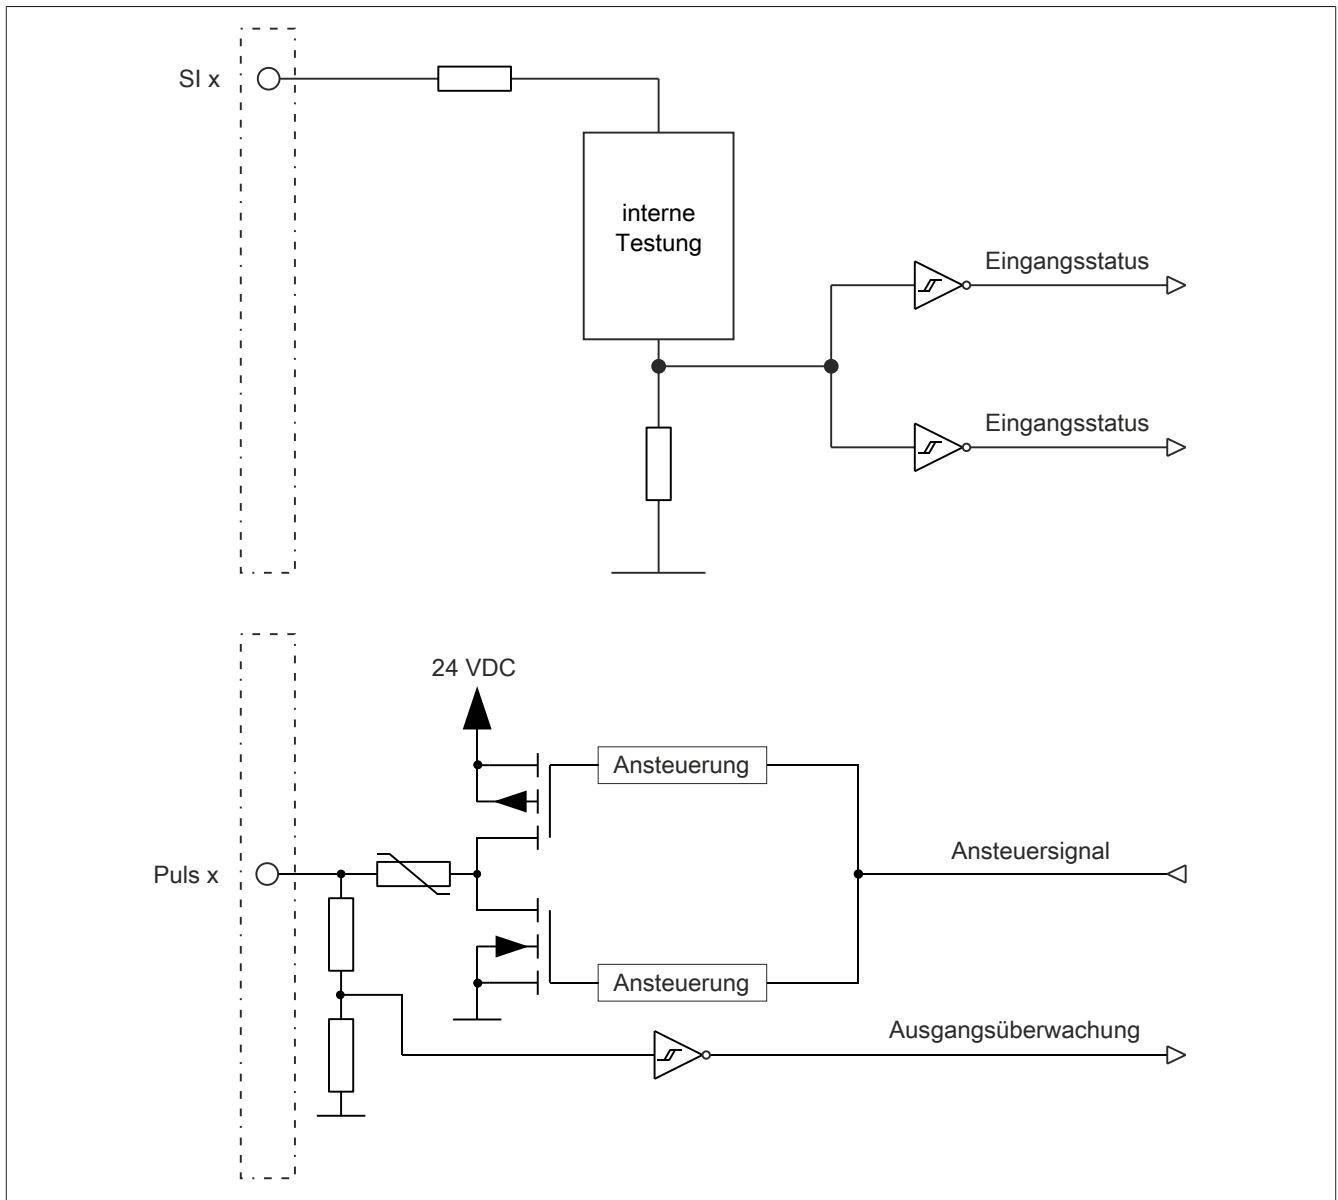 SI x
interne
Testung
Eingangsstatus
Eingangsstatus
24 VDC
Ansteuerung
Ansteuersignal
Puls x
Ansteuerung
Ausgangsüberwachung